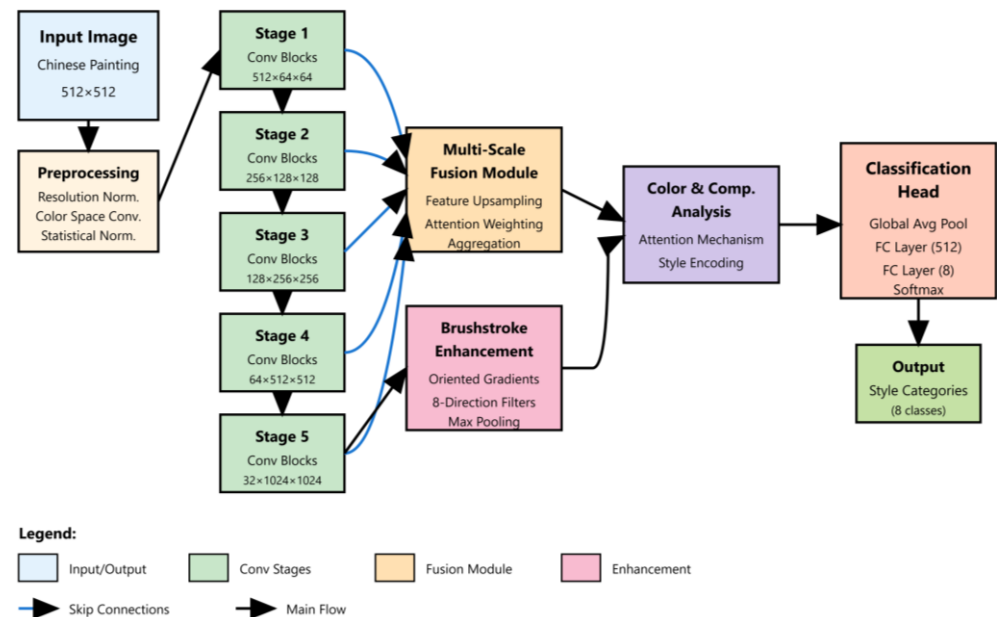 Input Image
Chinese Painting
512×512
Preprocessing
Resolution Norm.
Color Space Conv.
Statistical Norm.
Stage 1
Conv Blocks
512×64×64
Stage 2
Conv Blocks
256×128×128
Stage 3
Conv Blocks
128×256×256
Stage 4
Conv Blocks
64×512×512
Stage 5
Conv Blocks
32×1024×1024
Multi-Scale
Fusion Module
Feature Upsampling
Attention Weighting
Aggregation
Brushstroke
Enhancement
Oriented Gradients
8-Direction Filters
Max Pooling
Color & Comp.
Analysis
Attention Mechanism
Style Encoding
Classification
Head
Global Avg Pool
FC Layer (512)
FC Layer (8)
Softmax
Output
Style Categories
(8 classes)
Legend:
Input/Output
Conv Stages
Fusion Module
Enhancement
Skip Connections
Main Flow